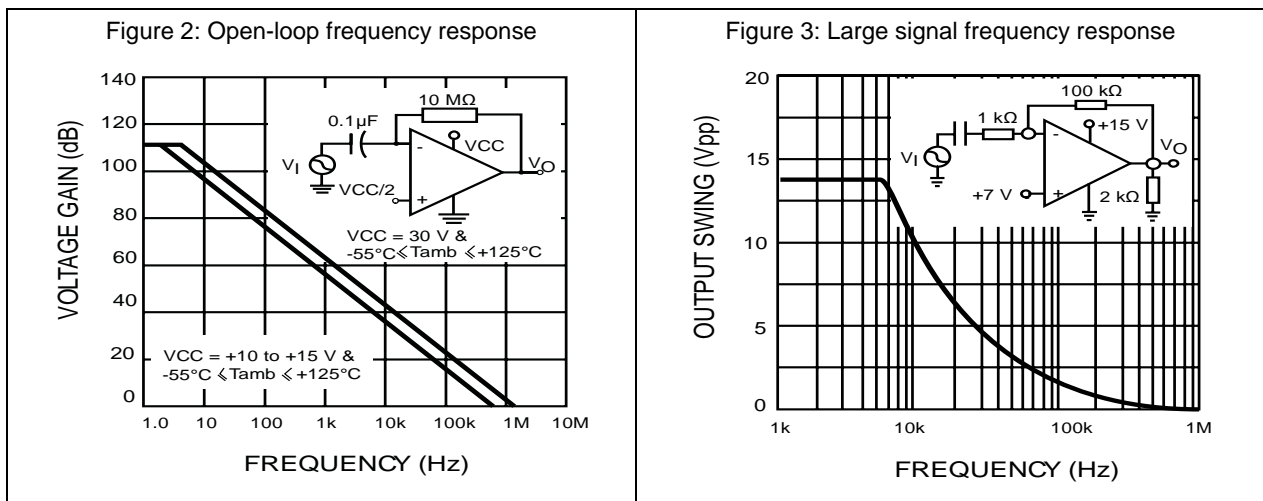 Figure 2: Open-loop frequency response
VOLTAGE GAIN (dB)
140
120
100
80
60
40
20
0
10 MΩ
0.1µF
VCC
-
VI
VO
VCC/2
+
VCC = 30 V &
-55°C ⩽ Tamb ⩽ +125°C
VCC = +10 to +15 V &
-55°C ⩽ Tamb ⩽ +125°C
1.0 10 100 1k 10k 100k 1M 10M
FREQUENCY (Hz)
Figure 3: Large signal frequency response
OUTPUT SWING (Vpp)
20
15
10
5
0
100 kΩ
1 kΩ
+15 V
-
VI
VO
+7 V
+
2 kΩ
1k 10k 100k 1M
FREQUENCY (Hz)